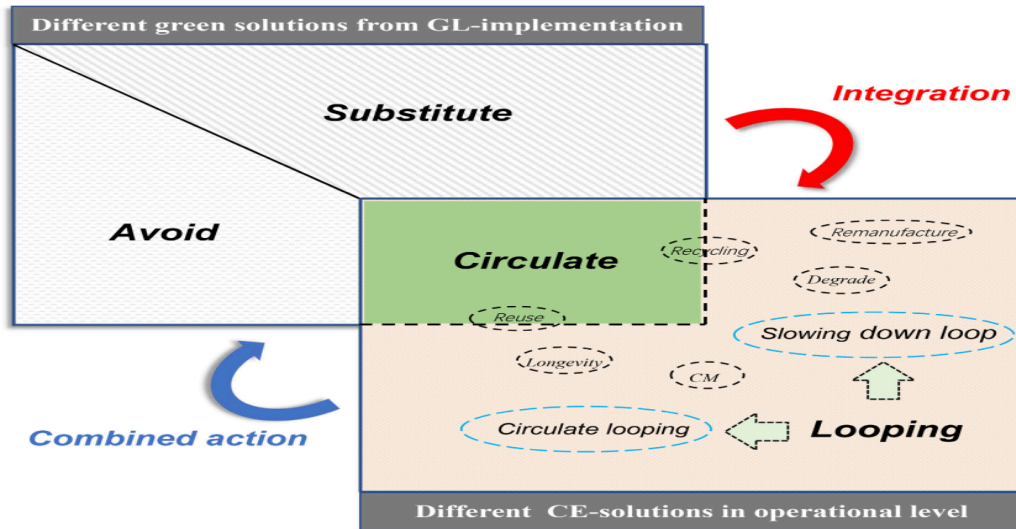 Different green solutions from GL-implementation
Integration
Substitute
Avoid
Circulate
Remanufacture
Recycling
Degrade
Reuse
Slowing down loop
Longevity
CM
Circulate looping
Looping
Combined action
Different CE-solutions in operational level